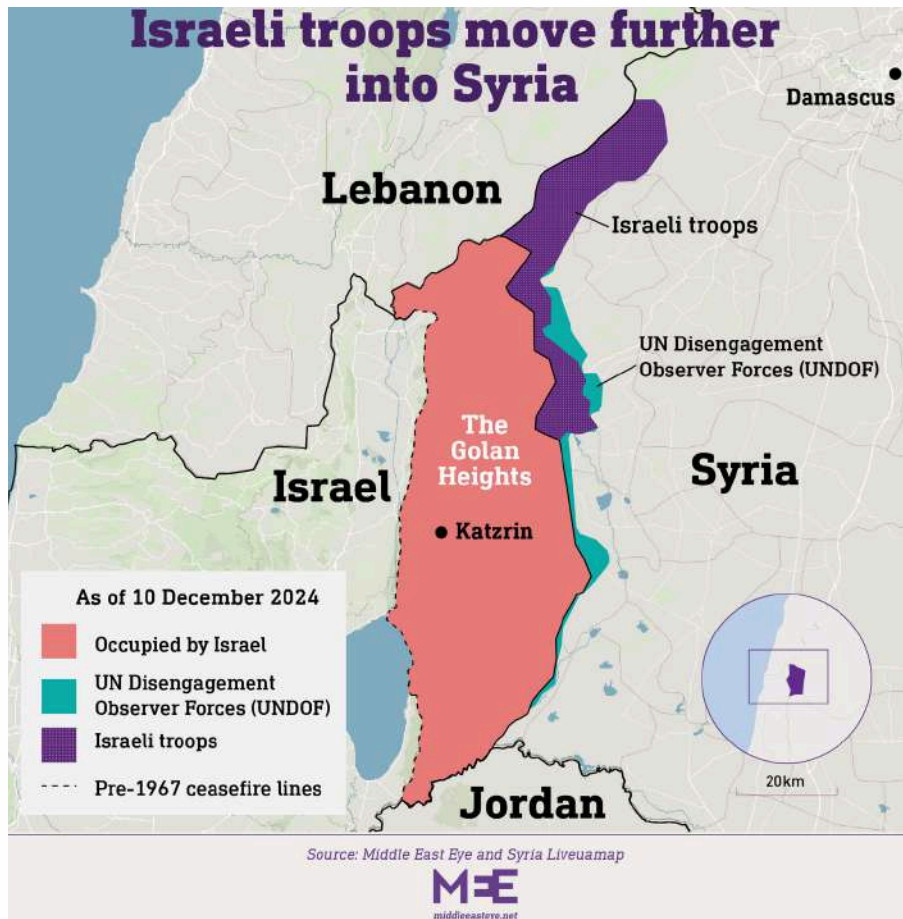 Israeli troops move further
into Syria
Damascus
Lebanon
Israeli troops
UN Disengagement
Observer Forces (UNDOF)
The
Golan
Heights
Israel
Syria
Katzrin
As of 10 December 2024
Occupied by Israel
UN Disengagement
Observer Forces (UNDOF)
Israeli troops
Pre-1967 ceasefire lines
20km
Jordan
Source: Middle East Eye and Syria Liveuamap
MEE
middleeasteye.net